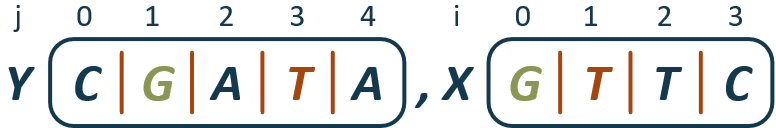 j 0 1 2 3 4 i 0 1 2 3
Y C | G | A | T | A , X G | T | T | C